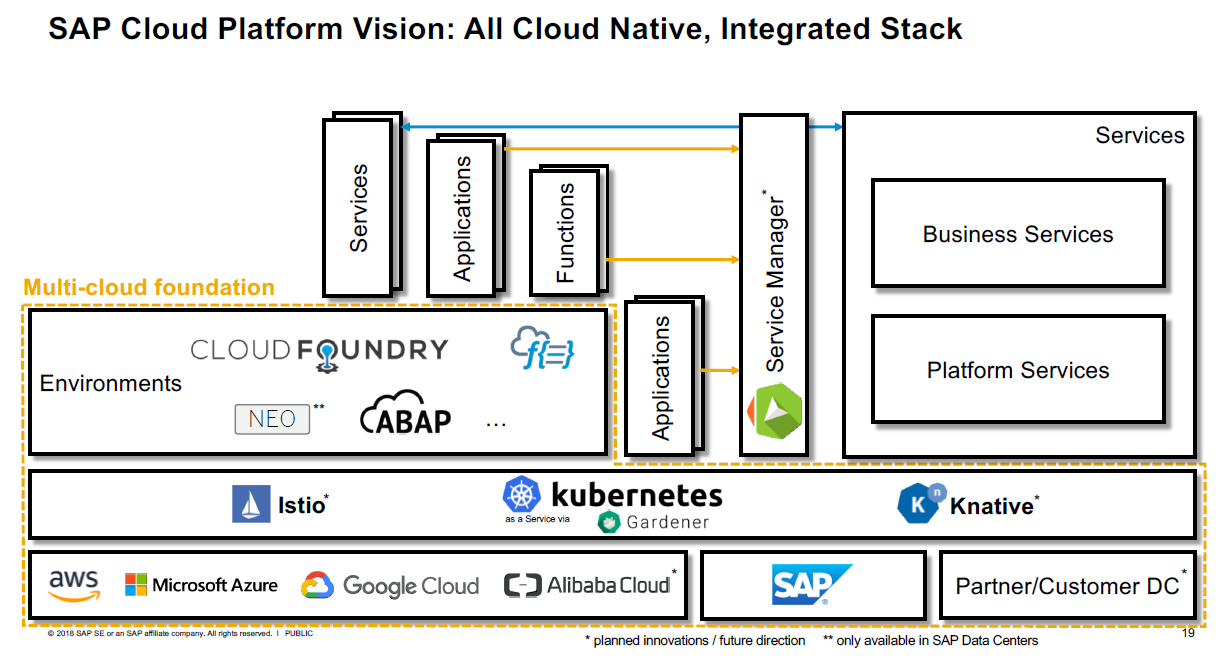 SAP Cloud Platform Vision: All Cloud Native, Integrated Stack
Services
Applications
Functions
Applications
Service Manager*
Services
Business Services
Platform Services
Multi-cloud foundation
Environments
CLOUDFOUNDRY
f{=}
NEO**
ABAP
...
Istio*
kubernetes
as a Service via Gardener
K n Knative*
aws
Microsoft Azure
Google Cloud
Alibaba Cloud*
SAP®
Partner/Customer DC*
© 2018 SAP SE or an SAP affiliate company. All rights reserved. I PUBLIC
* planned innovations / future direction ** only available in SAP Data Centers
19